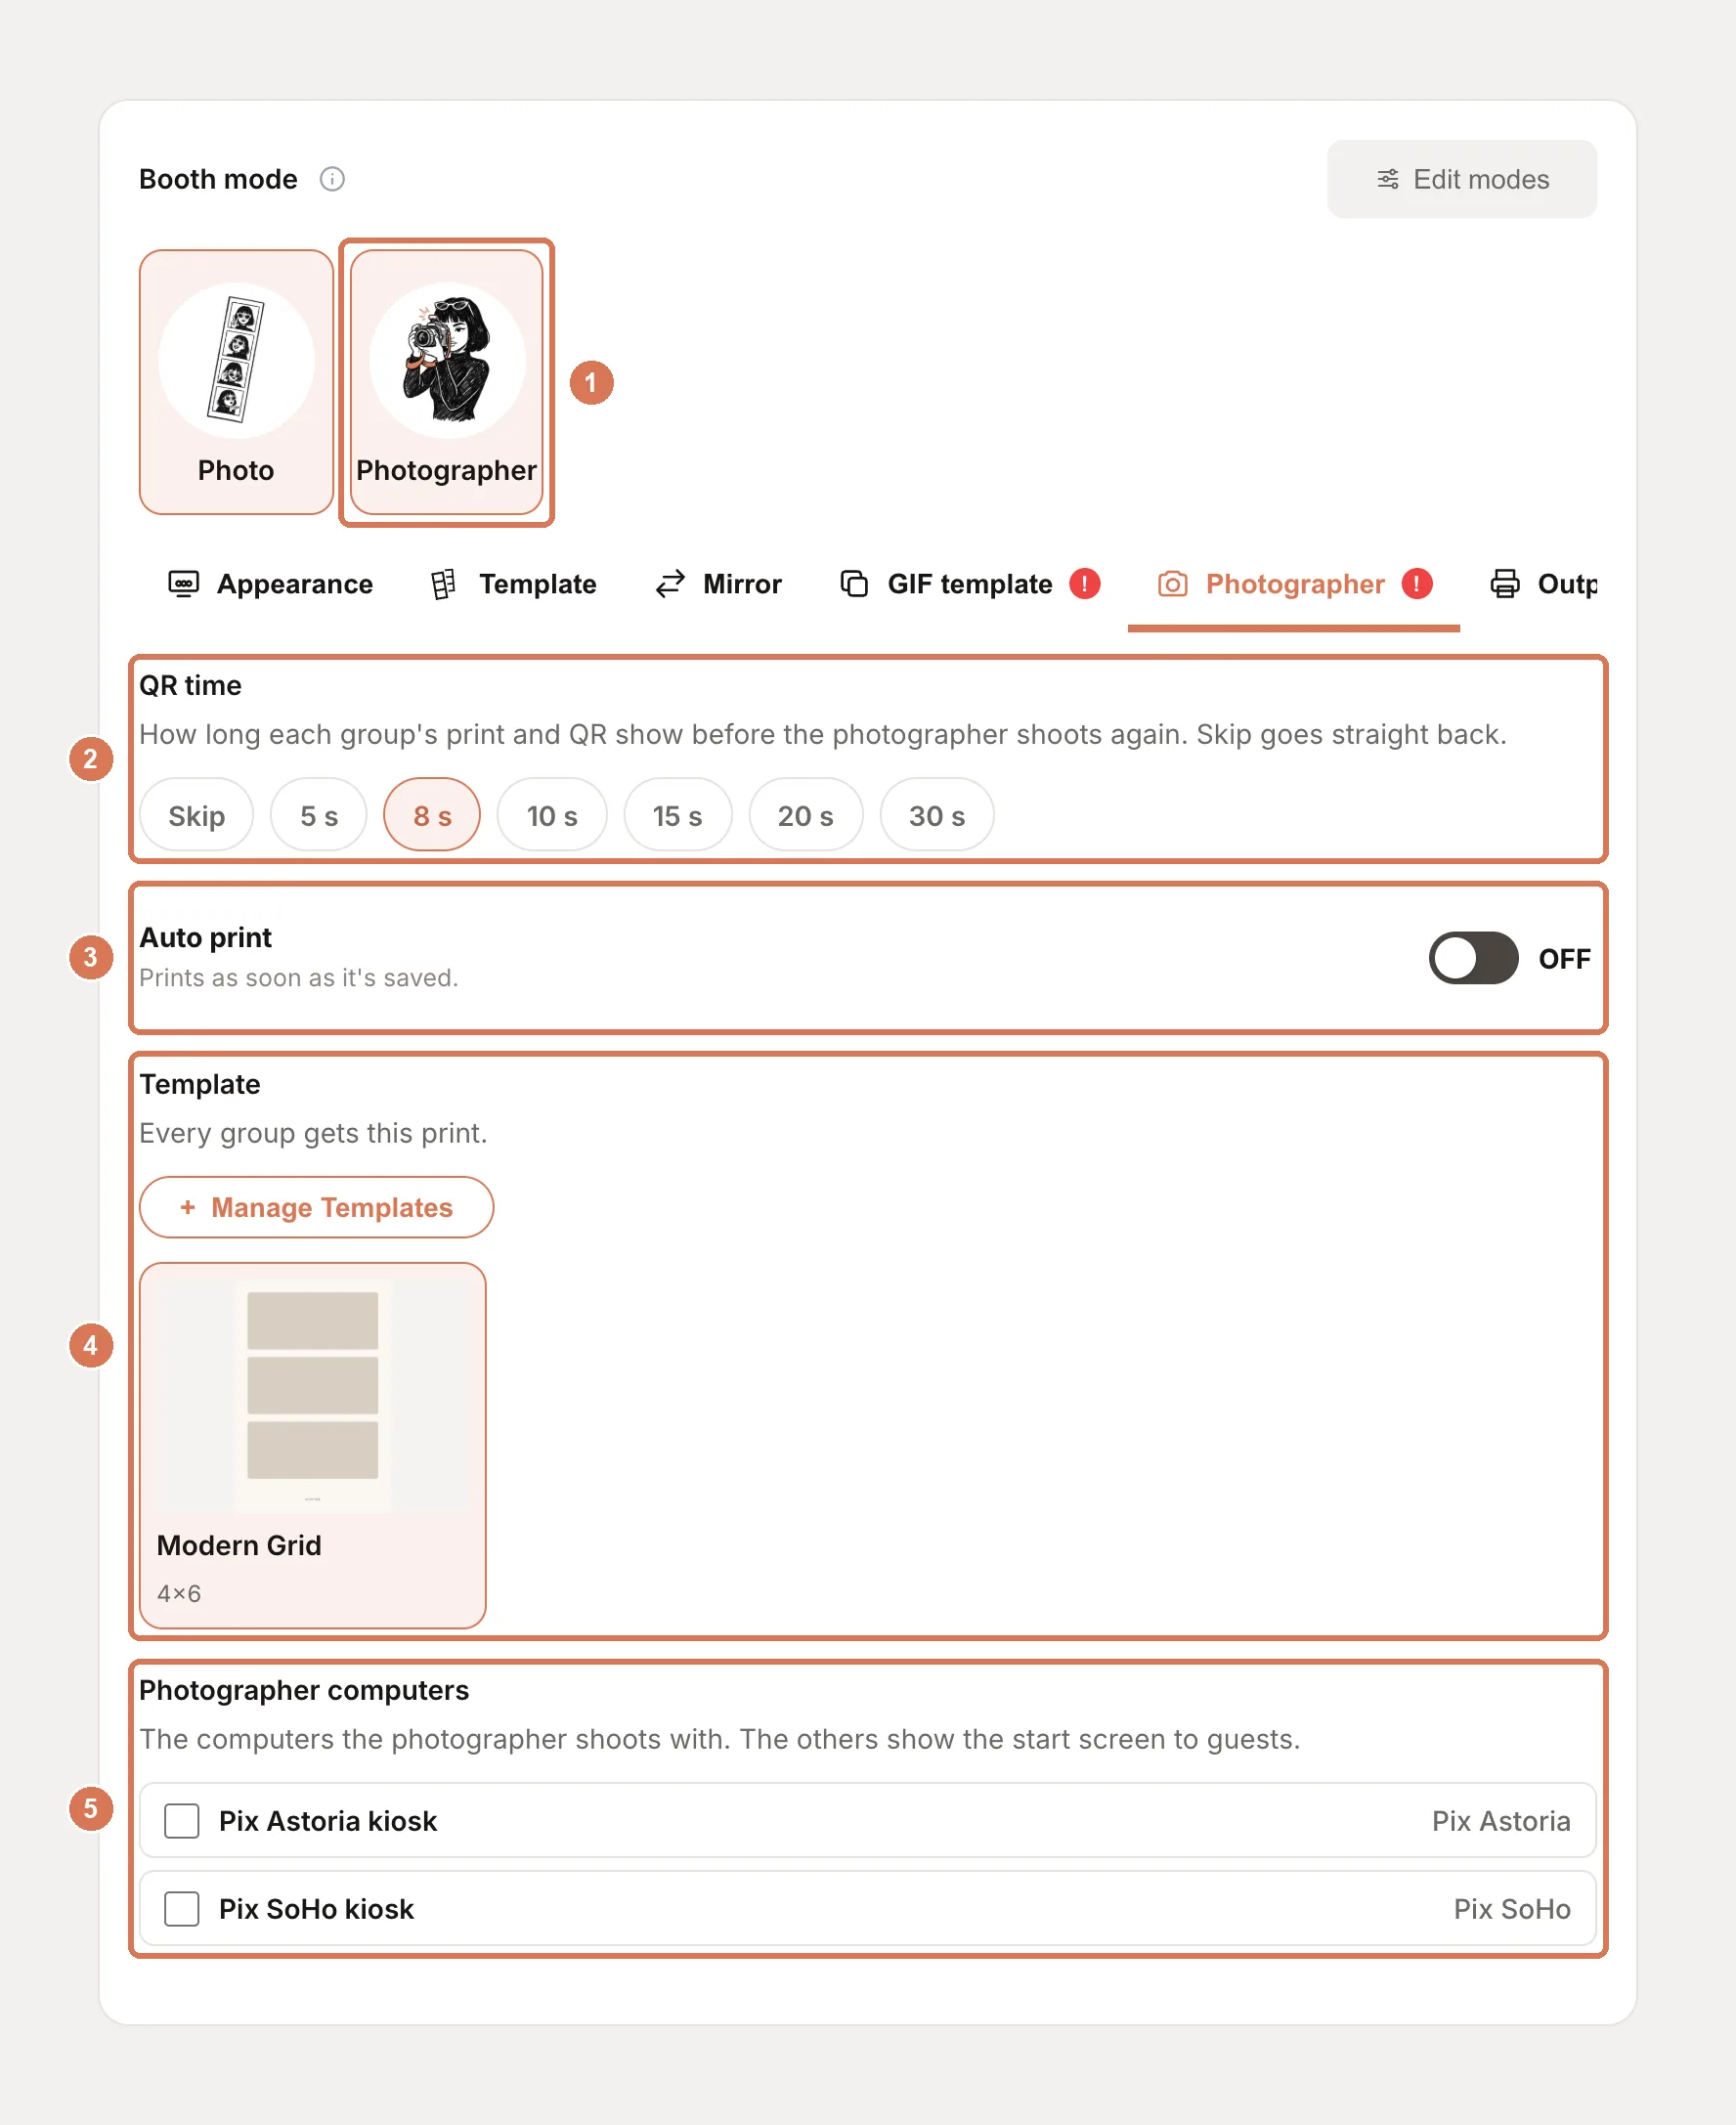 Booth mode
Edit modes
Photo
Photographer
1
Appearance
Template
Mirror
GIF template !
Photographer !
Outp
QR time
How long each group's print and QR show before the photographer shoots again. Skip goes straight back.
2
Skip
5 s
8 s
10 s
15 s
20 s
30 s
3
Auto print
Prints as soon as it's saved.
OFF
Template
Every group gets this print.
+ Manage Templates
4
Modern Grid
4×6
Photographer computers
The computers the photographer shoots with. The others show the start screen to guests.
5
Pix Astoria kiosk
Pix Astoria
Pix SoHo kiosk
Pix SoHo